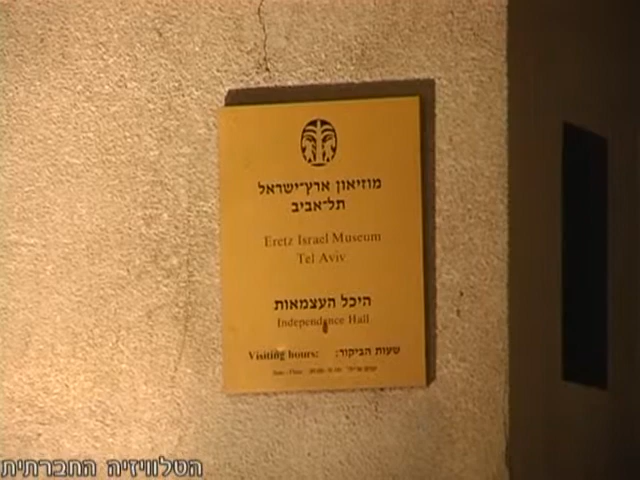 מוזיאון ארץ־ישראל
תל־אביב
Eretz Israel Museum
Tel Aviv
היכל העצמאות
Independence Hall
Visiting hours: שעות הביקור:
הטלוויזיה החברתית